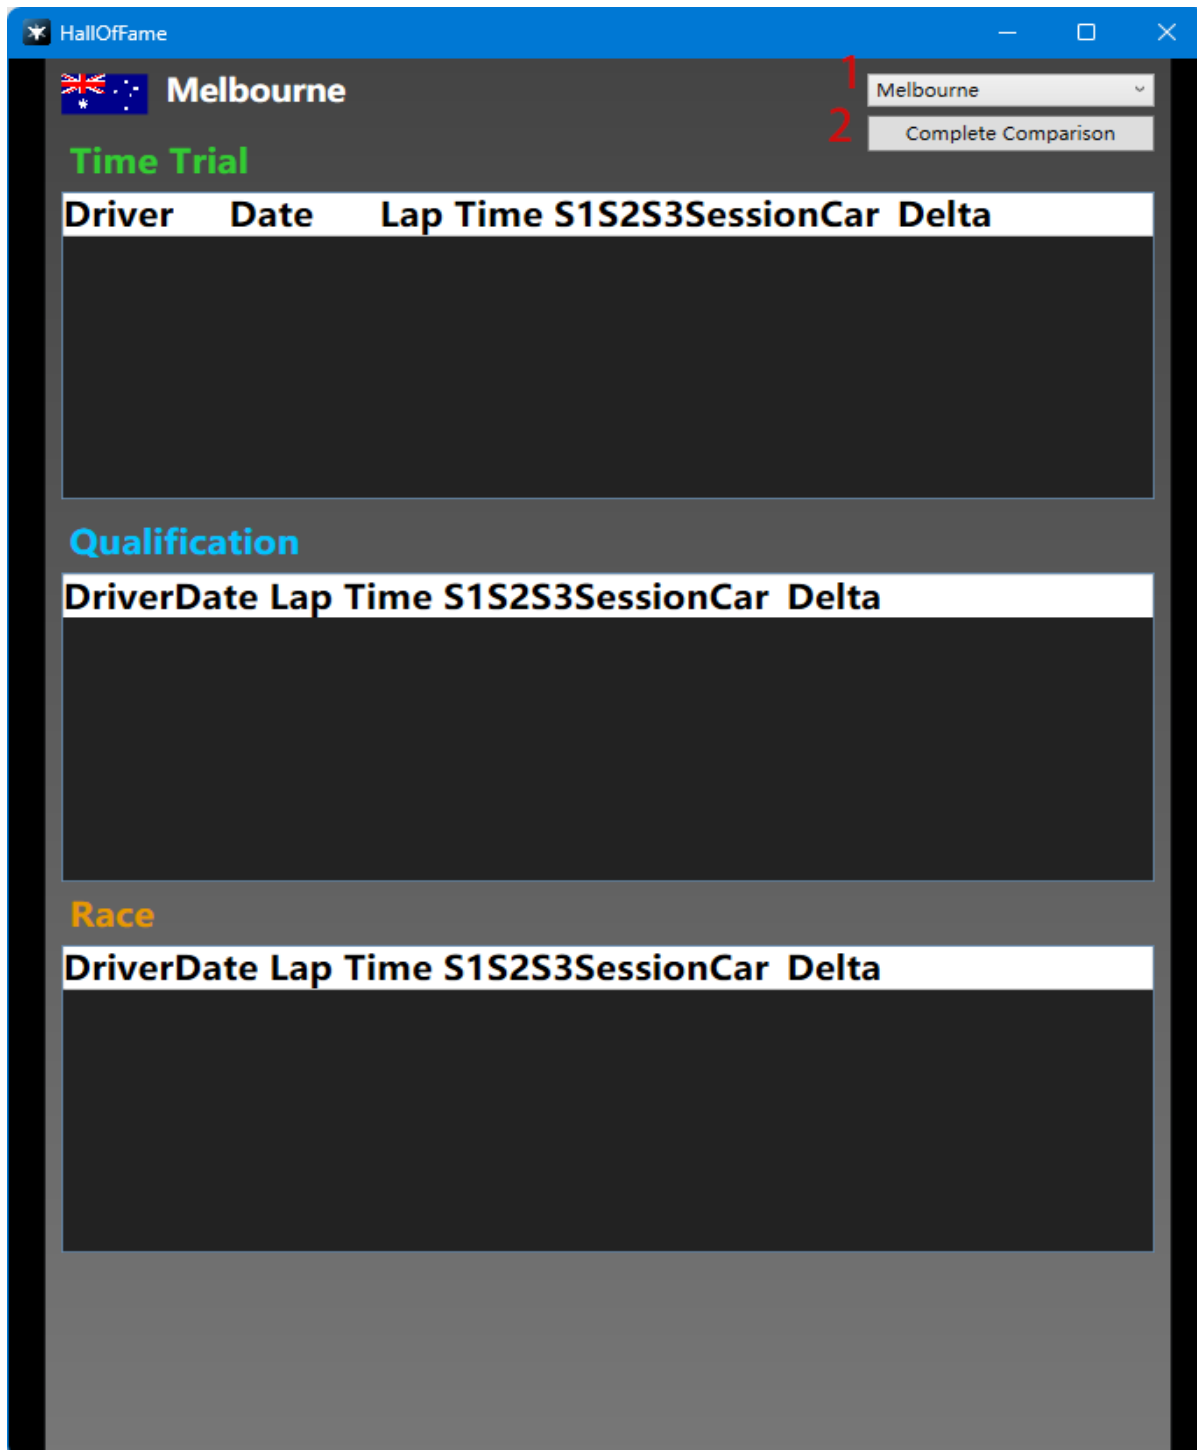 HallOfFame
Melbourne
1 Melbourne
2 Complete Comparison
Time Trial
Driver Date Lap Time S1S2S3SessionCar Delta
Qualification
DriverDate Lap Time S1S2S3SessionCar Delta
Race
DriverDate Lap Time S1S2S3SessionCar Delta